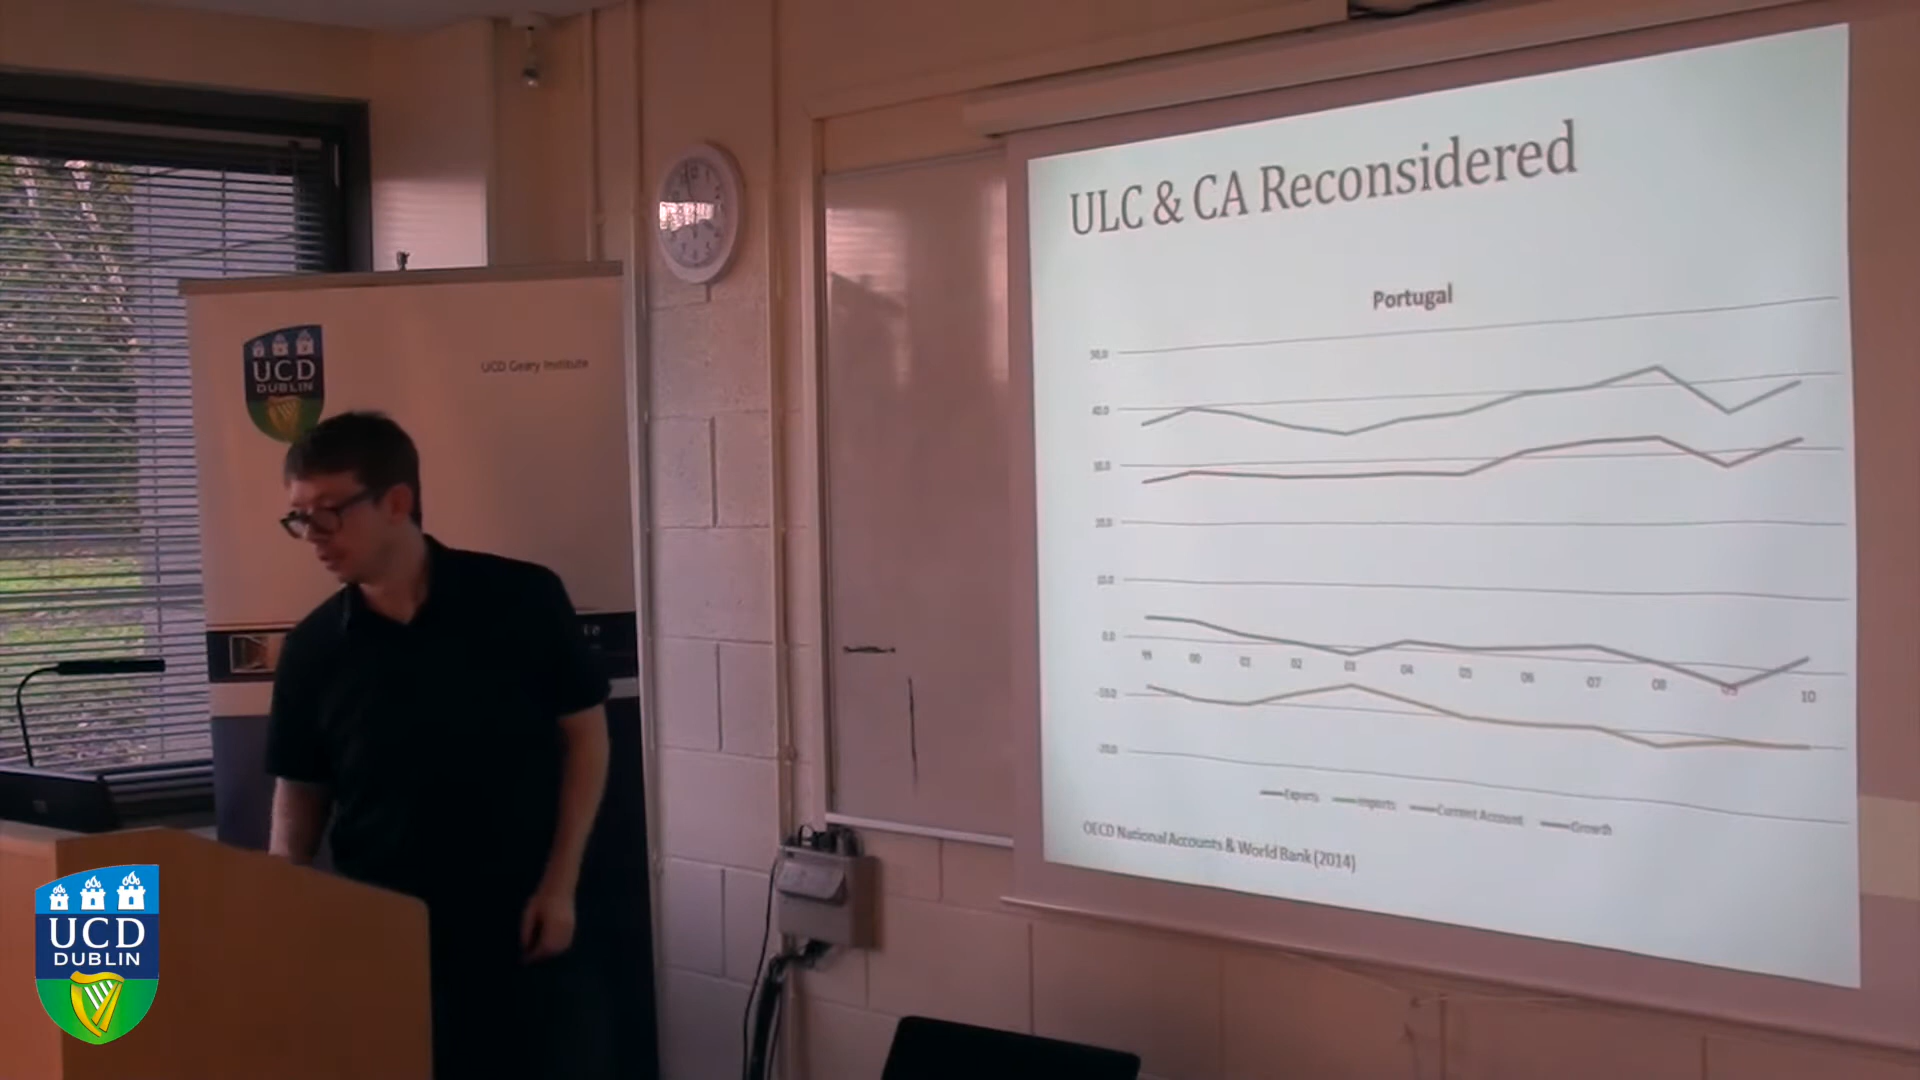 ULC & CA Reconsidered
Portugal
50.0
40.0
30.0
20.0
10.0
0.0
99 00 01 02 03 04 05 06 07 08 09 10
-10.0
-20.0
Exports Imports Current Account Growth
OECD National Accounts & World Bank (2014)
UCD Geary Institute
UCD
DUBLIN
UCD
DUBLIN